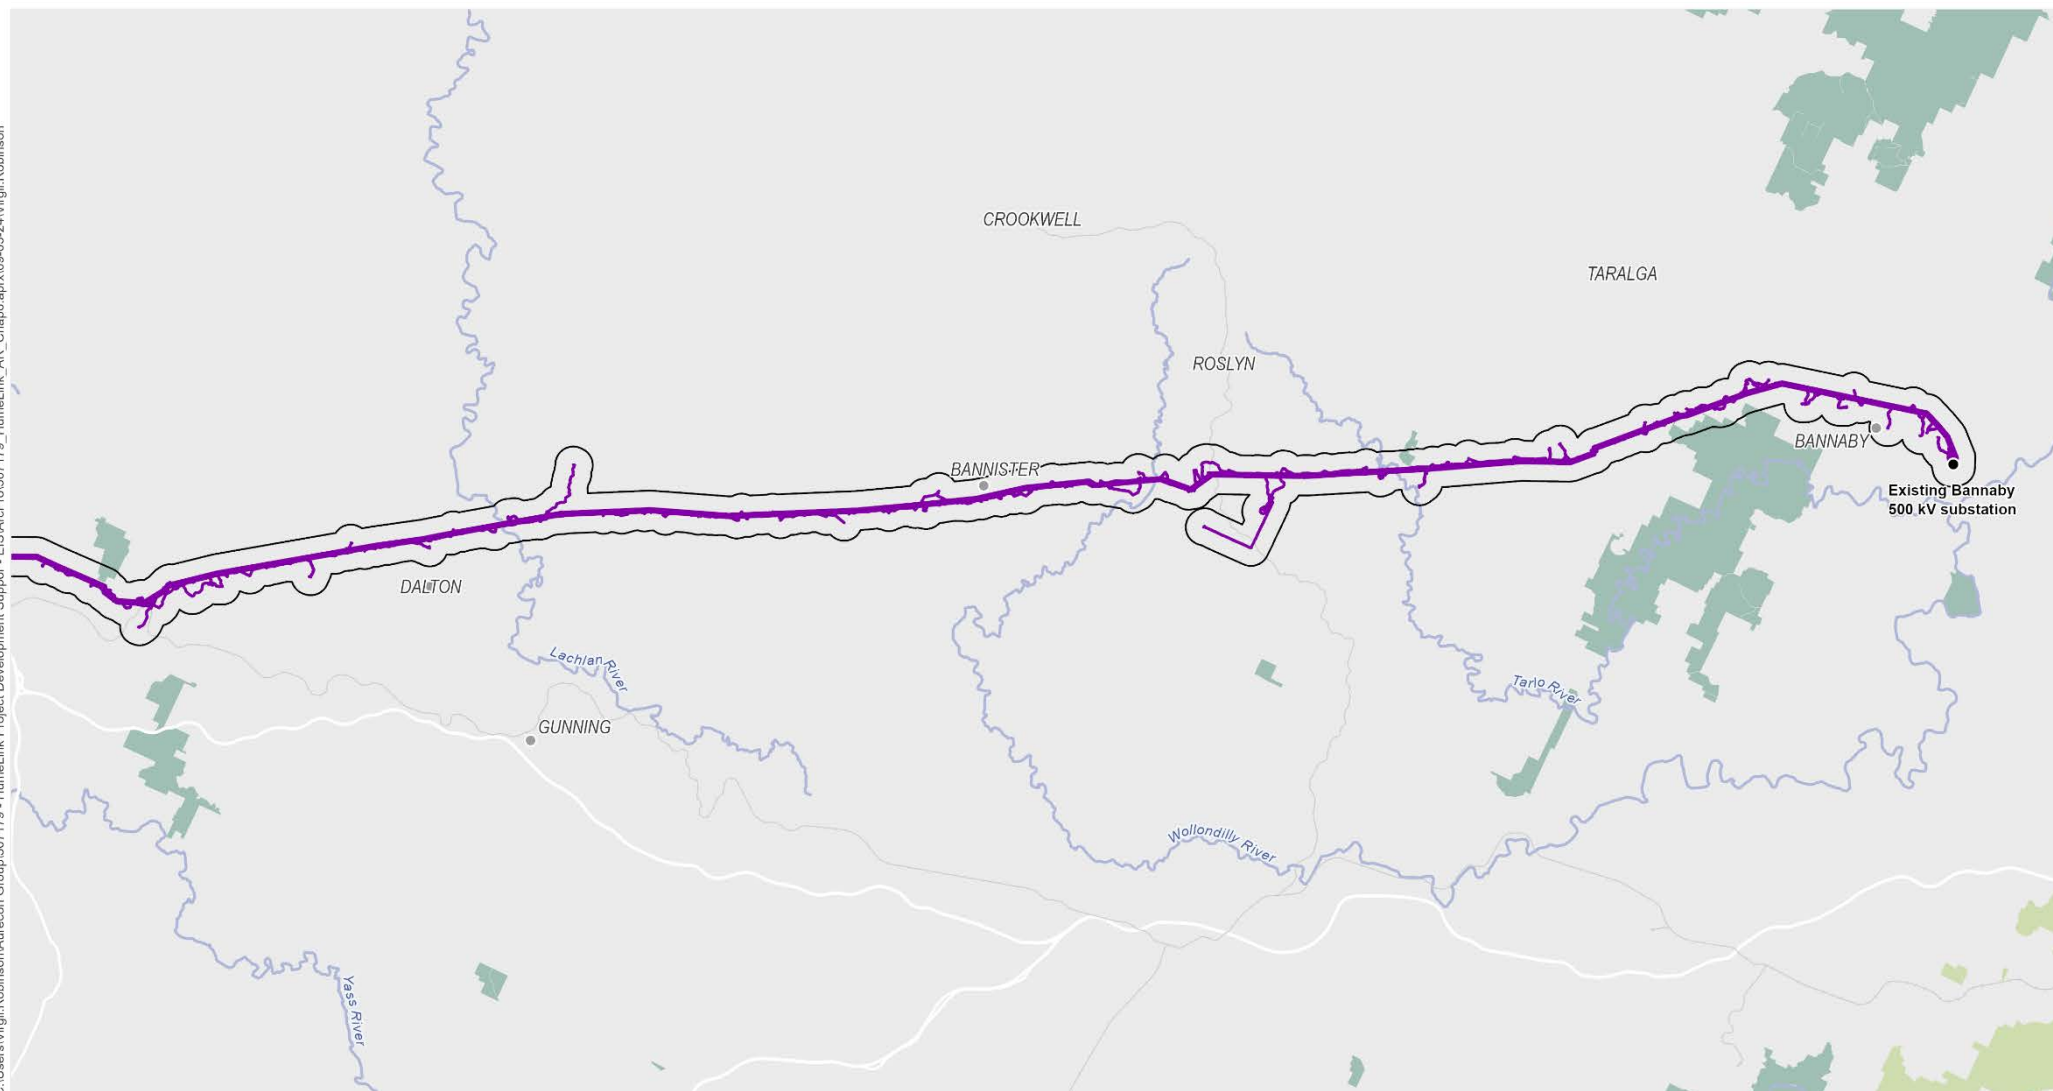 CROOKWELL
TARALGA
ROSLYN
BANNABY
BANNISTER
Existing Bannaby
500 kV substation
DALTON
Lachlan River
Tarlo River
GUNNING
Wollondilly River
Yass River